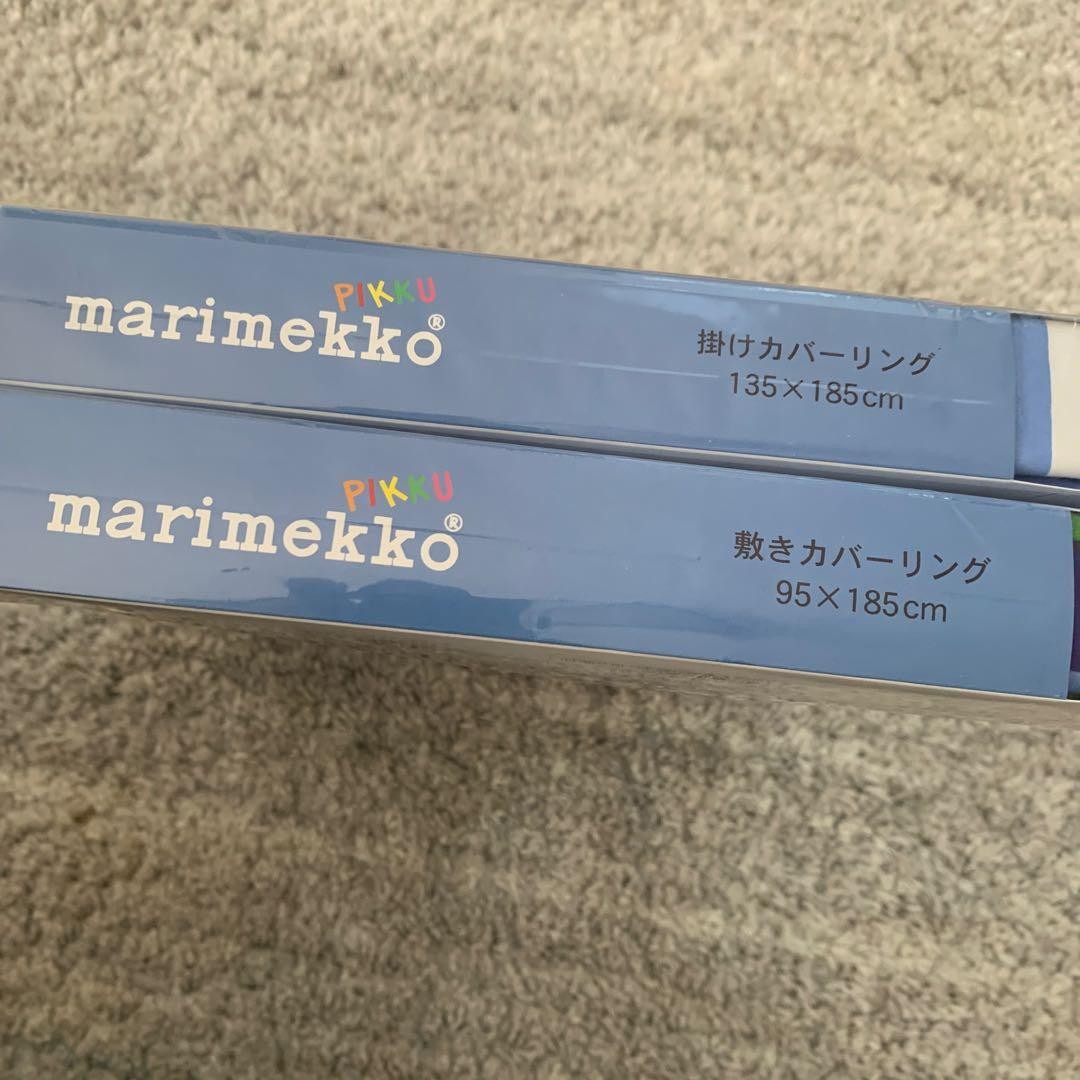 PIKKU
marimekko®
掛けカバーリング
135×185cm
PIKKU
marimekko®
敷きカバーリング
95×185cm